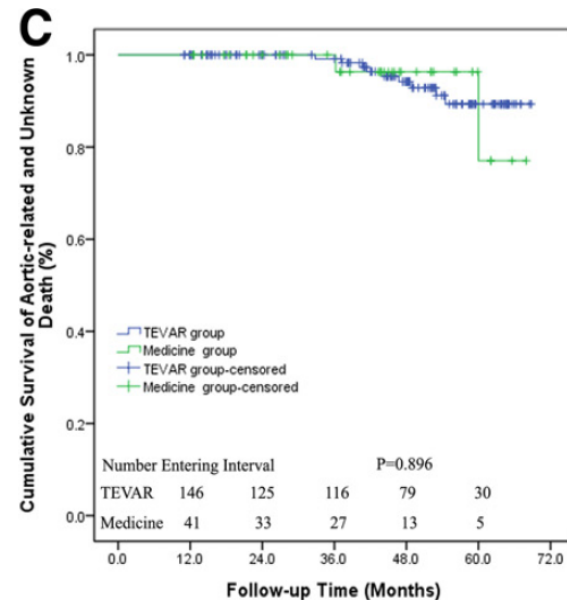 C
Cumulative Survival of Aortic-related and Unknown
Death (%)
1.0
0.8
0.6
0.4
0.2
0.0
TEVAR group
Medicine group
TEVAR group-censored
Medicine group-censored
Number Entering Interval P=0.896
TEVAR 146 125 116 79 30
Medicine 41 33 27 13 5
0.0 12.0 24.0 36.0 48.0 60.0 72.0
Follow-up Time (Months)